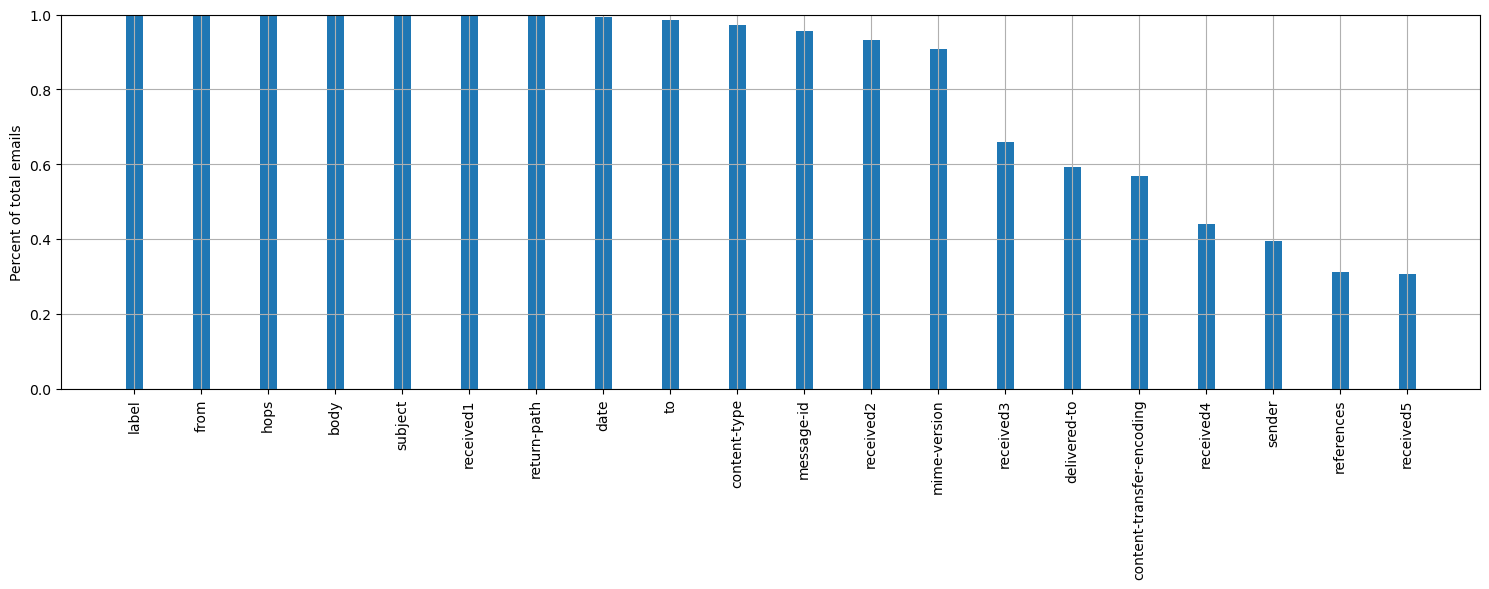 Percent of total emails
1.0
0.8
0.6
0.4
0.2
0.0
label
from
hops
body
subject
received1
return-path
date
to
content-type
message-id
received2
mime-version
received3
delivered-to
content-transfer-encoding
received4
sender
references
received5